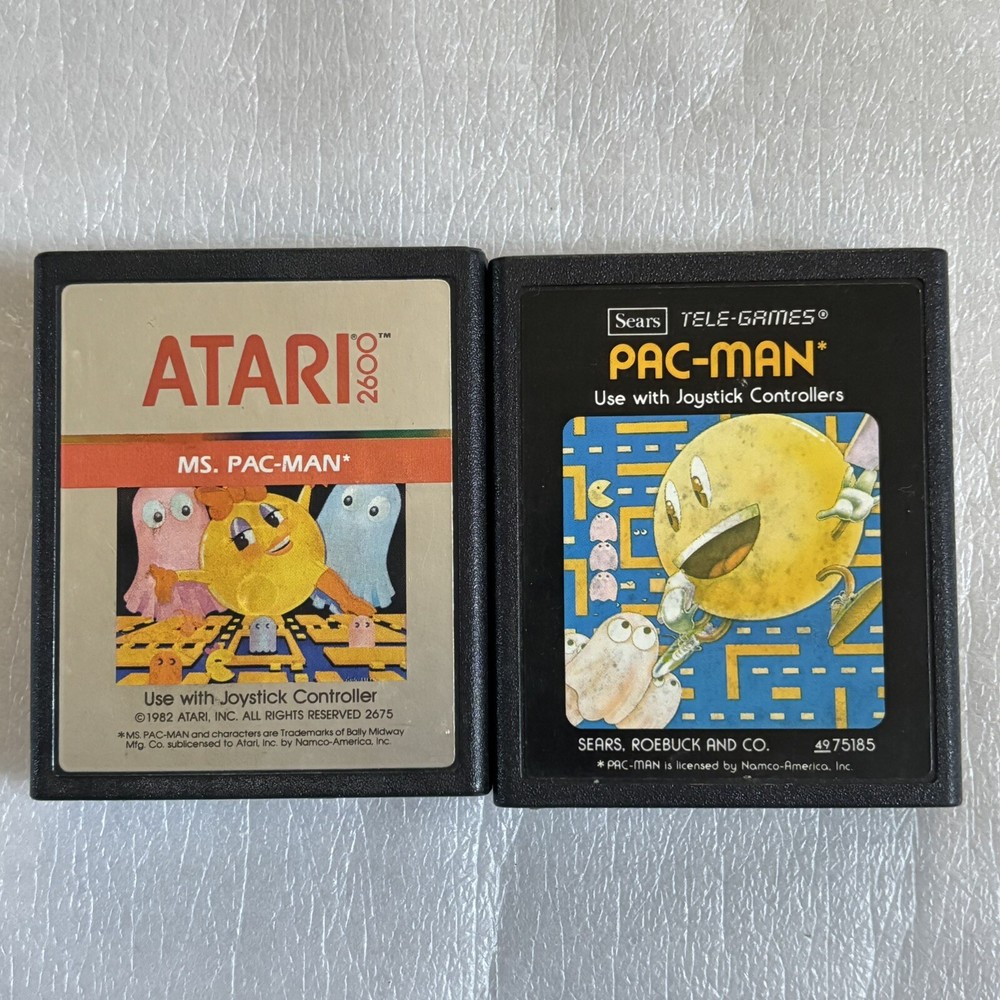 ATARI® 2600™
MS. PAC-MAN*
Use with Joystick Controller
©1982 ATARI, INC. ALL RIGHTS RESERVED 2675
*MS. PAC-MAN and characters are Trademarks of Bally Midway
Mfg. Co. sublicensed to Atari, Inc. by Namco-America, Inc.
Sears TELE-GAMES®
PAC-MAN*
Use with Joystick Controllers
SEARS, ROEBUCK AND CO. 49 75185
*PAC-MAN is licensed by Namco-America, Inc.